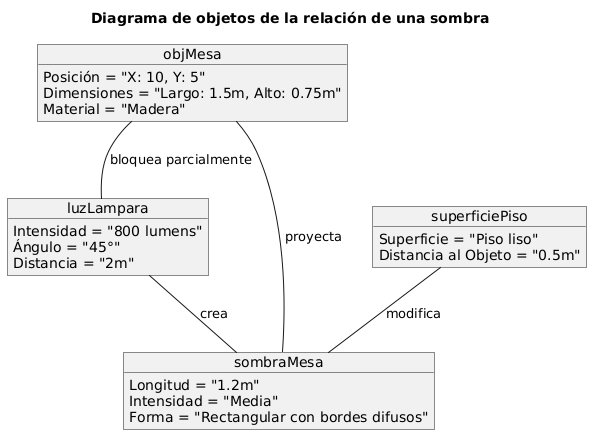 Diagrama de objetos de la relación de una sombra
objMesa
Posición = "X: 10, Y: 5"
Dimensiones = "Largo: 1.5m, Alto: 0.75m"
Material = "Madera"
bloquea parcialmente
luzLampara
Intensidad = "800 lumens"
Ángulo = "45°"
Distancia = "2m"
proyecta
superficiePiso
Superficie = "Piso liso"
Distancia al Objeto = "0.5m"
crea
modifica
sombraMesa
Longitud = "1.2m"
Intensidad = "Media"
Forma = "Rectangular con bordes difusos"